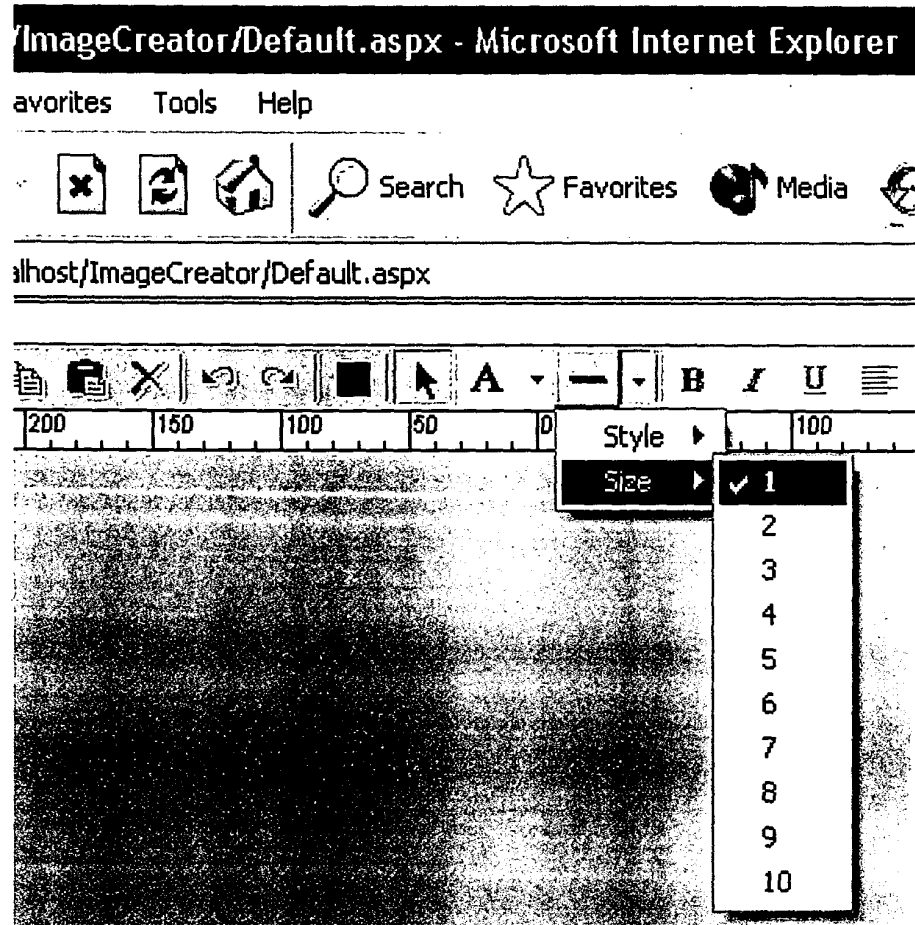 /ImageCreator/Default.aspx - Microsoft Internet Explorer
avorites Tools Help
Search Favorites Media
alhost/ImageCreator/Default.aspx
A B I U
200 150 100 50 0 100
Style
Size 1
2
3
4
5
6
7
8
9
10